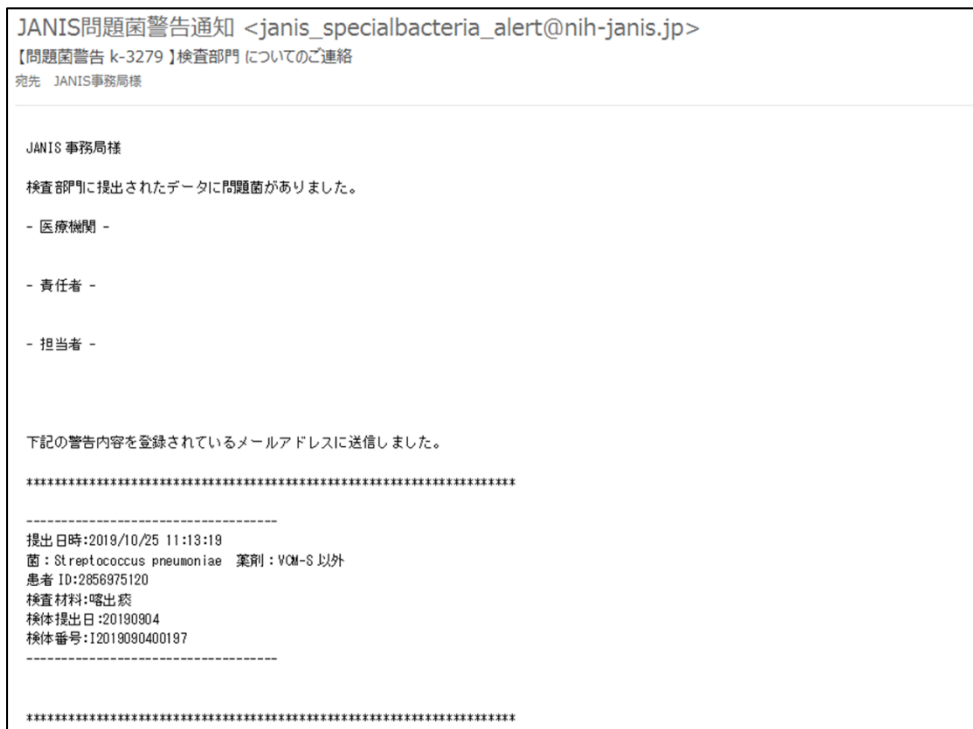 JANIS問題菌警告通知 <janis_specialbacteria_alert@nih-janis.jp>
【問題菌警告 k-3279 】検査部門 についてのご連絡
宛先 JANIS事務局様
JANIS 事務局様
検査部門に提出されたデータに問題菌がありました。
- 医療機関 -
- 責任者 -
- 担当者 -
下記の警告内容を登録されているメールアドレスに送信しました。
**********************************************************************
------------------------------------
提出日時:2019/10/25 11:13:19
菌：Streptococcus pneumoniae 薬剤：VCM-S 以外
患者 ID:2856975120
検査材料:喀出痰
検体提出日:20190904
検体番号:I2019090400197
------------------------------------
**********************************************************************